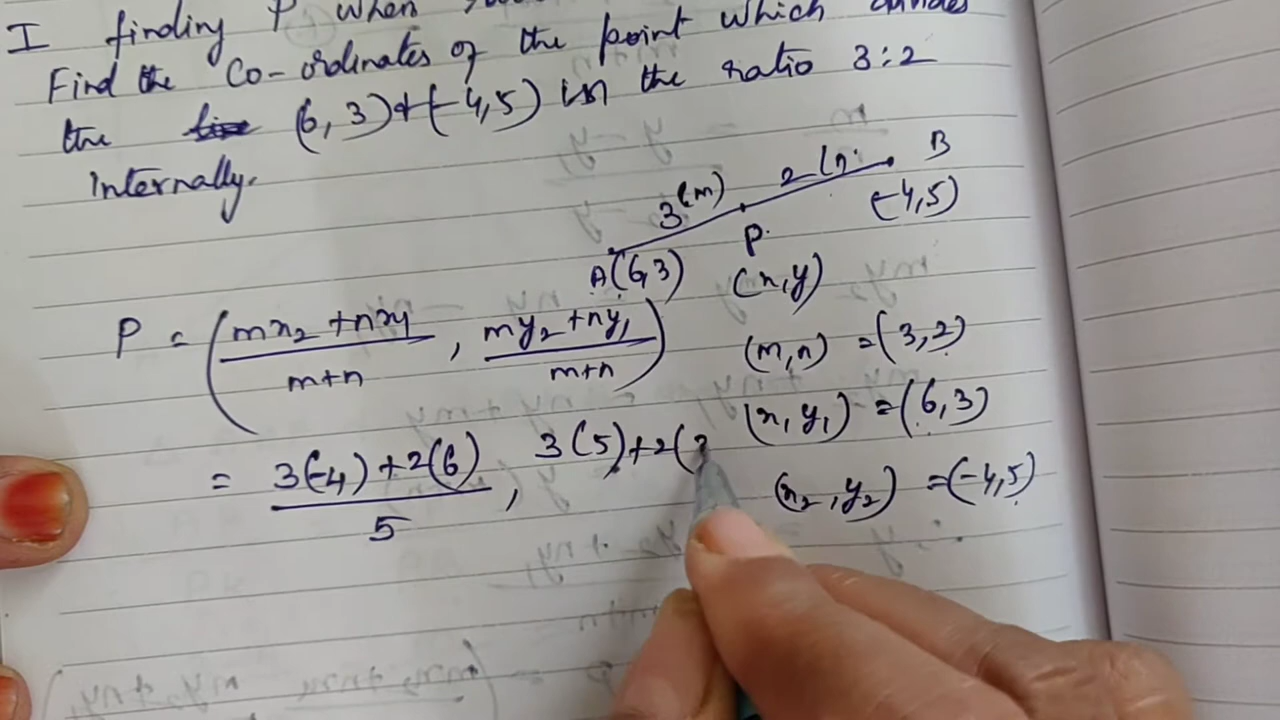 I finding P when
Find the Co-ordinates of the point which divides
the (6, 3) & (-4,5) in the ratio 3:2
Internally.
3(m) 2(n B
(-4,5)
A(6,3) P
(x,y)
P = (mx₂ + nx₁ / m+n , my₂ + ny₁ / m+n) (m,n) = (3,2)
(x, y₁) = (6,3)
= 3(-4) + 2(6) / 5 , 3(5)+2(3
(x₂, y₂) = (-4,5)